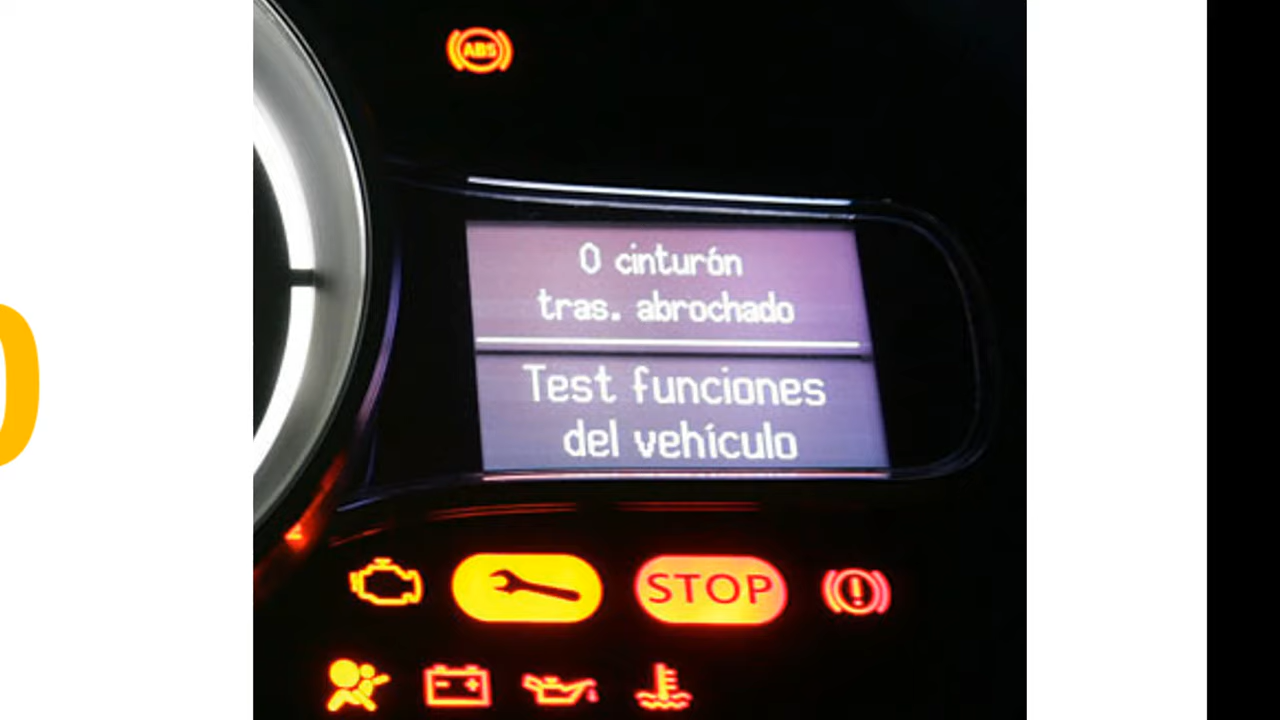 ABS
0 cinturón
tras. abrochado
Test funciones
del vehículo
STOP